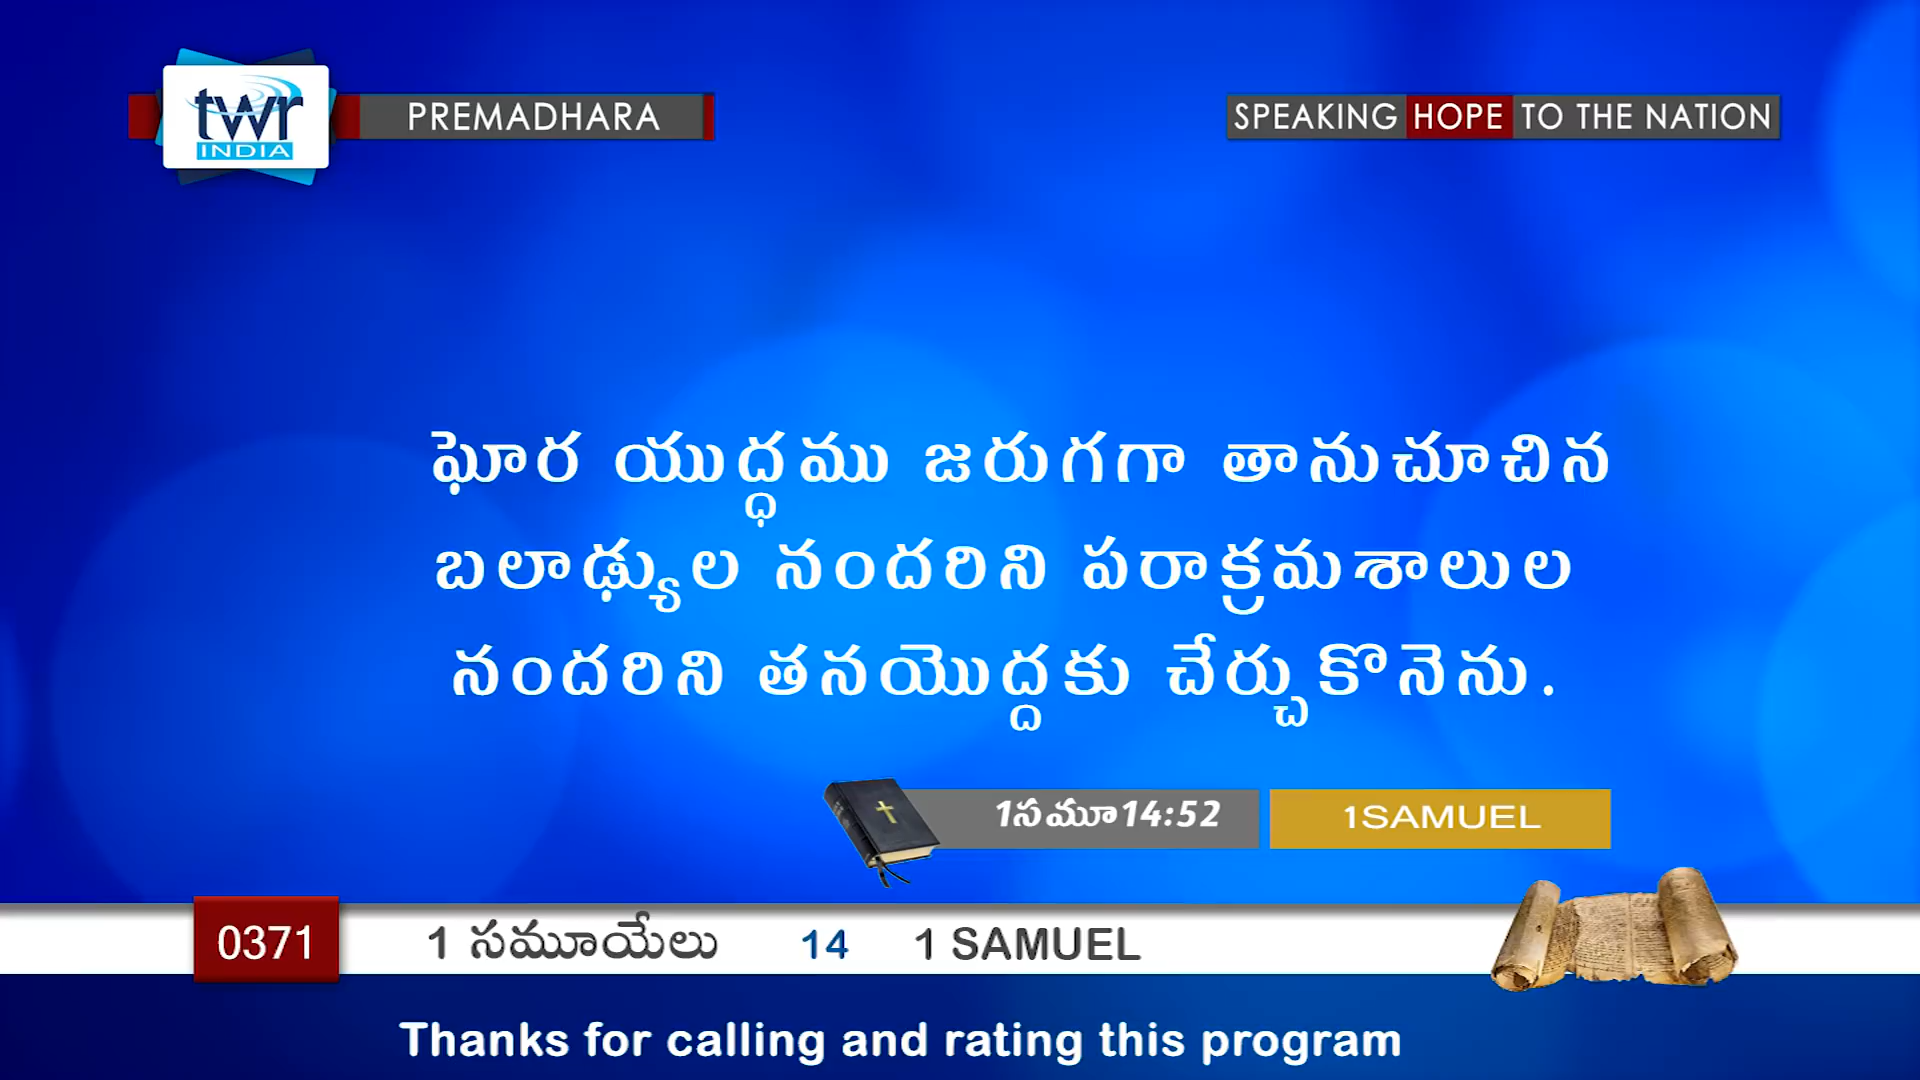 twr
INDIA
PREMADHARA
SPEAKING HOPE TO THE NATION
ఘోర యుద్ధము జరుగగా తానుచూచిన
బలాఢ్యుల నందరిని పరాక్రమశాలుల
నందరిని తనయొద్దకు చేర్చుకొనెను.
1సమూ14:52
1SAMUEL
0371
1 సమూయేలు 14 1 SAMUEL
Thanks for calling and rating this program